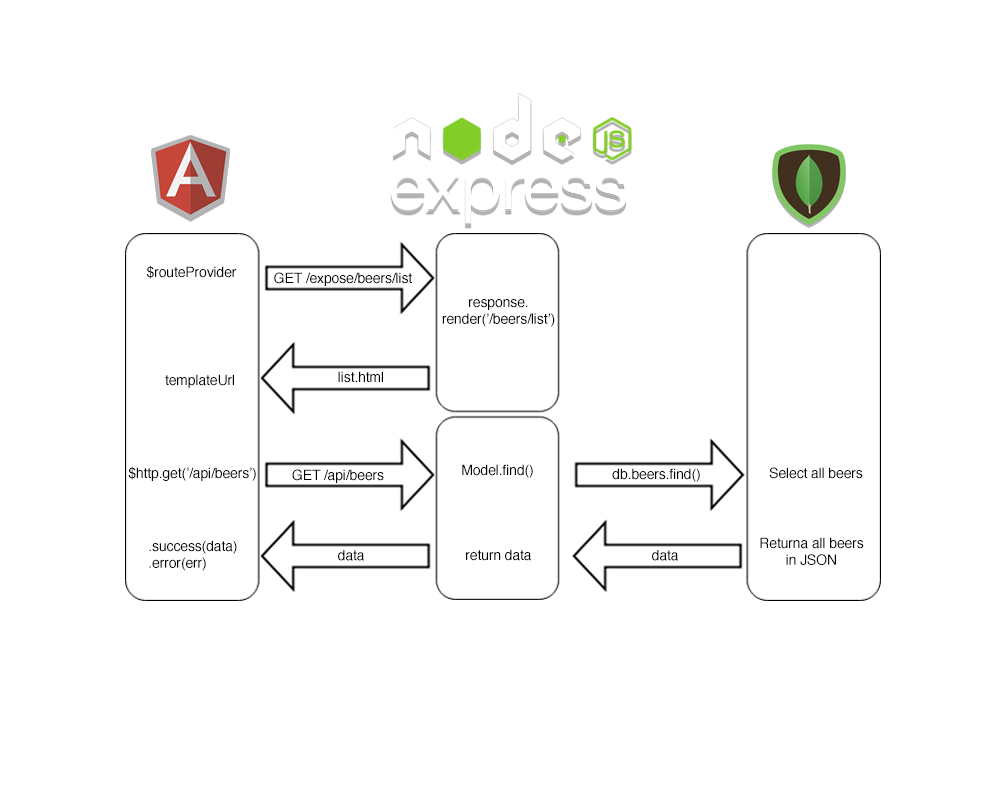 node JS
express
A
$routeProvider
GET /expose/beers/list
response.
render('/beers/list')
templateUrl
list.html
$http.get('/api/beers')
GET /api/beers
Model.find()
db.beers.find()
Select all beers
.success(data)
.error(err)
data
return data
data
Returna all beers
in JSON